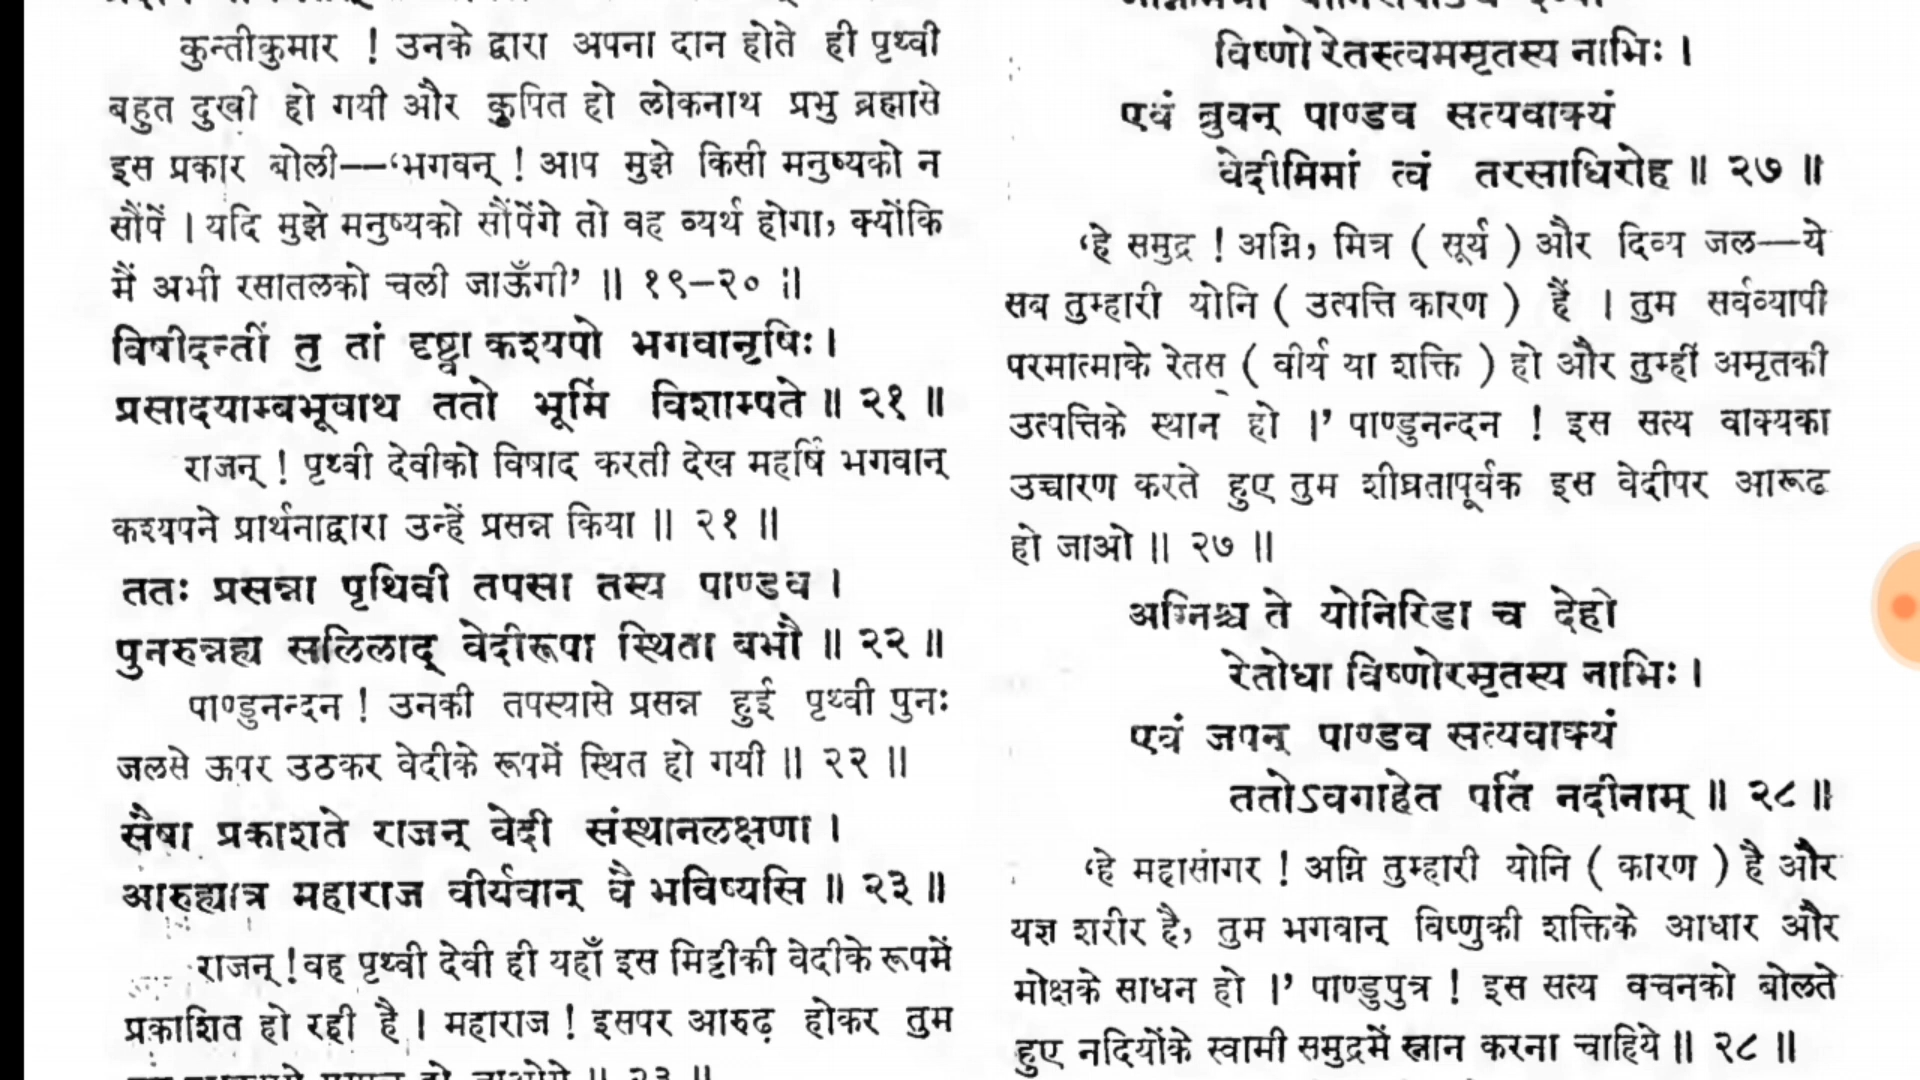 कुन्तीकुमार ! उनके द्वारा अपना दान होते ही पृथ्वी
बहुत दुखी हो गयी और कुपित हो लोकनाथ प्रभु ब्रह्मासे
इस प्रकार बोली—‘भगवन् ! आप मुझे किसी मनुष्यको न
सौंपें । यदि मुझे मनुष्यको सौंपेंगे तो वह व्यर्थ होगा, क्योंकि
मैं अभी रसातलको चली जाऊँगी’ ॥ १९–२० ॥
विषीदन्तीं तु तां दृष्ट्वा कश्यपो भगवानृषिः ।
प्रसादयाम्बभूवाथ ततो भूमिं विशाम्पते ॥ २१ ॥
राजन् ! पृथ्वी देवीको विषाद करती देख महर्षि भगवान्
कश्यपने प्रार्थनाद्वारा उन्हें प्रसन्न किया ॥ २१ ॥
ततः प्रसन्ना पृथिवी तपसा तस्य पाण्डव ।
पुनरुन्नह्य सलिलाद् वेदीरूपा स्थिता बभौ ॥ २२ ॥
पाण्डुनन्दन ! उनकी तपस्यासे प्रसन्न हुई पृथ्वी पुनः
जलसे ऊपर उठकर वेदीके रूपमें स्थित हो गयी ॥ २२ ॥
सैषा प्रकाशते राजन् वेदी संस्थानलक्षणा ।
आरुह्यात्र महाराज वीर्यवान् वै भविष्यसि ॥ २३ ॥
राजन् ! वह पृथ्वी देवी ही यहाँ इस मिट्टीकी वेदीके रूपमें
प्रकाशित हो रही है । महाराज ! इसपर आरुढ़ होकर तुम
विष्णो रेतस्त्वममृतस्य नाभिः ।
एवं ब्रुवन् पाण्डव सत्यवाक्यं
वेदीमिमां त्वं तरसाधिरोह ॥ २७ ॥
‘हे समुद्र ! अग्नि, मित्र ( सूर्य ) और दिव्य जल—ये
सब तुम्हारी योनि ( उत्पत्ति कारण ) हैं । तुम सर्वव्यापी
परमात्माके रेतस् ( वीर्य या शक्ति ) हो और तुम्हीं अमृतकी
उत्पत्तिके स्थान हो ।’ पाण्डुनन्दन ! इस सत्य वाक्यका
उच्चारण करते हुए तुम शीघ्रतापूर्वक इस वेदीपर आरूढ
हो जाओ ॥ २७ ॥
अग्निश्च ते योनिरिडा च देहो
रेतोधा विष्णोरमृतस्य नाभिः ।
एवं जपन् पाण्डव सत्यवाक्यं
ततोऽवगाहेत पतिं नदीनाम् ॥ २८ ॥
‘हे महासागर ! अग्नि तुम्हारी योनि ( कारण ) है और
यज्ञ शरीर है, तुम भगवान् विष्णुकी शक्तिके आधार और
मोक्षके साधन हो ।’ पाण्डुपुत्र ! इस सत्य वचनको बोलते
हुए नदियोंके स्वामी समुद्रमें स्नान करना चाहिये ॥ २८ ॥